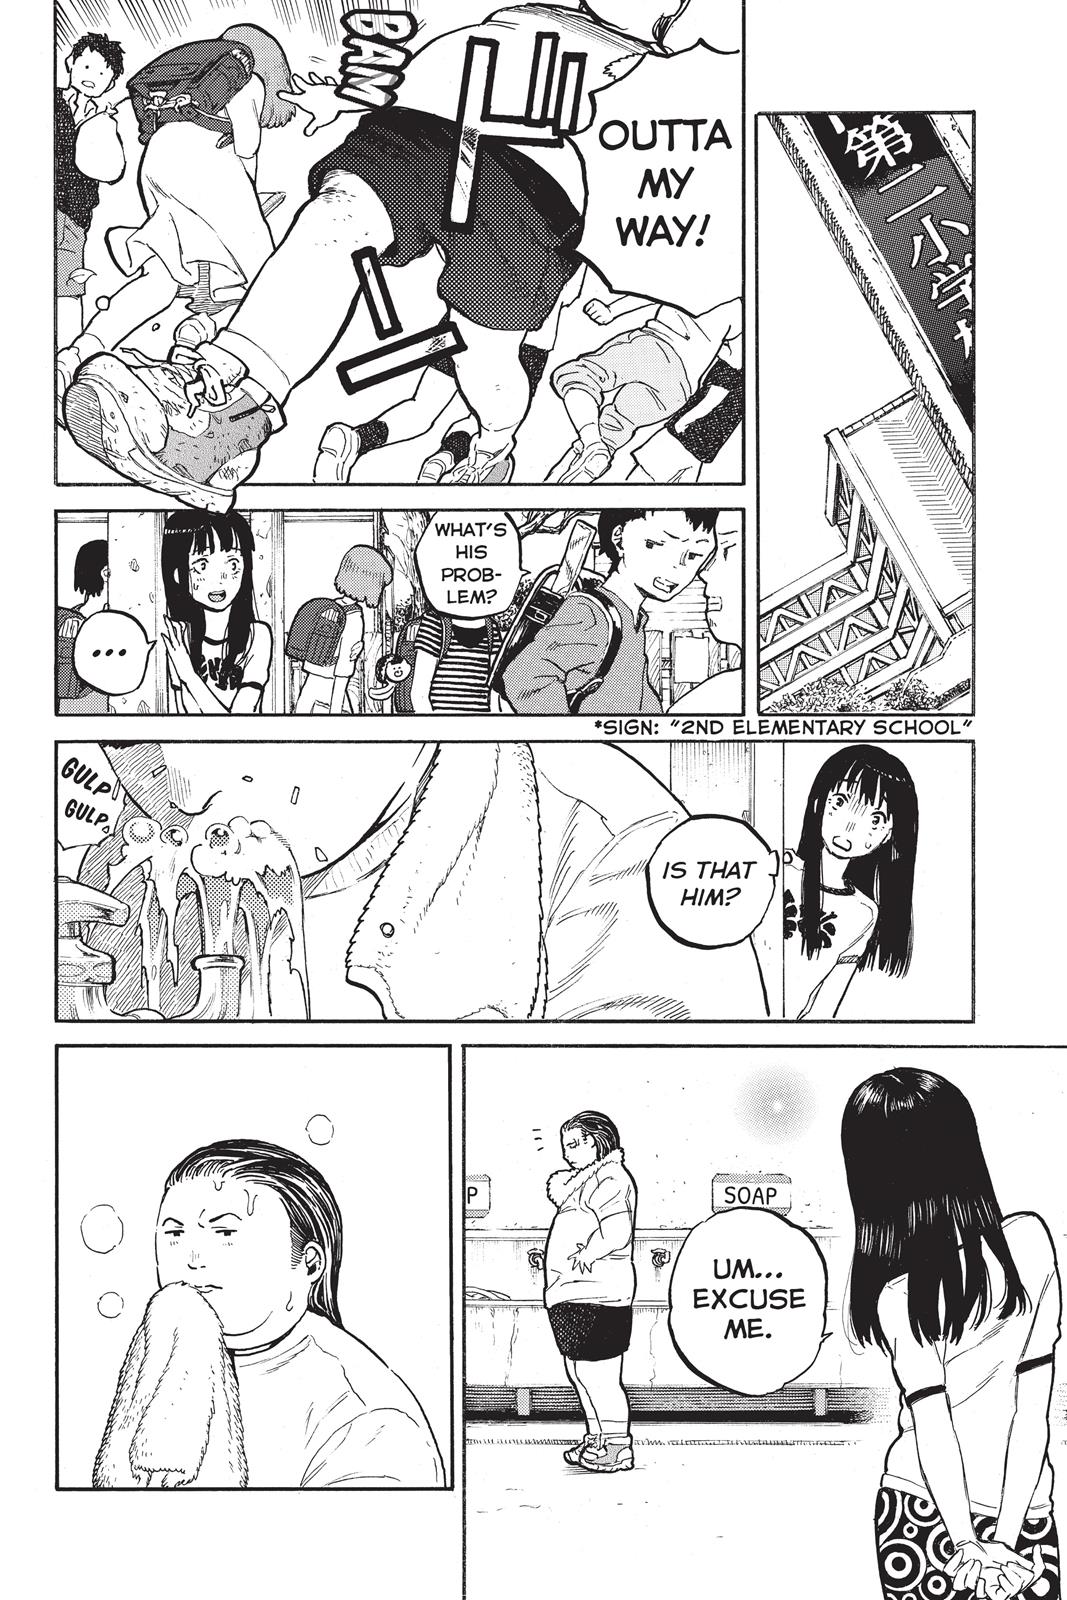 第二小学校
*SIGN: "2ND ELEMENTARY SCHOOL"
BAM
OUTTA
MY
WAY!
WHAT'S
HIS
PROB-
LEM?
...
IS THAT
HIM?
GULP
GULP
SOAP
P
UM...
EXCUSE
ME.